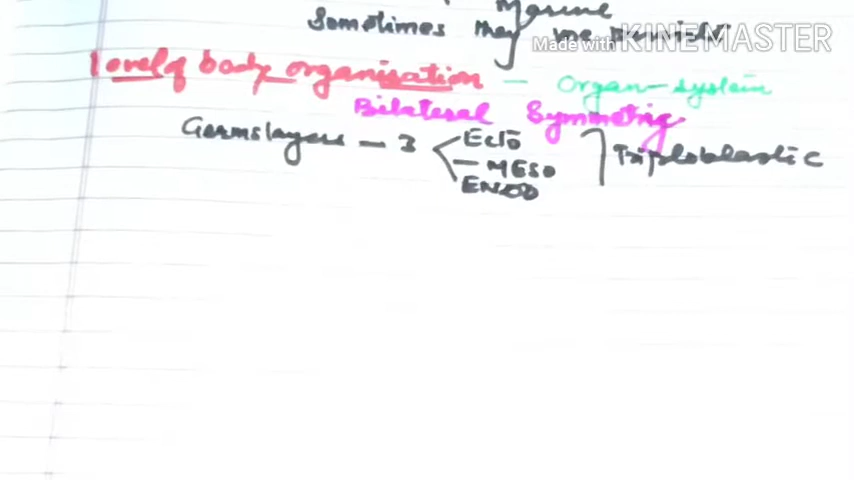 Marine
Sometimes they
Made with KINEMASTER
level of body organisation - Organ-system
Bilateral Symmetric
Germslayers - 3 Ecto
MESO
ENDO
Triploblastic